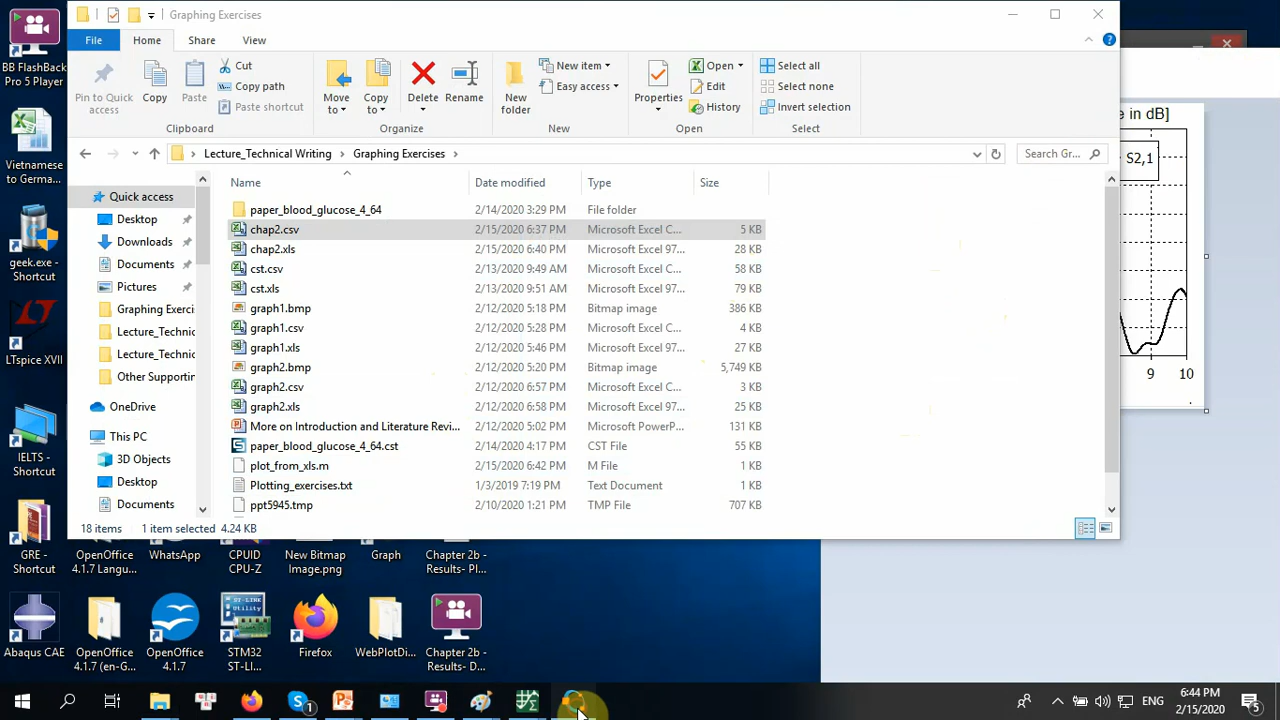 Graphing Exercises
File
Home
Share
View
Pin to Quick access
Copy
Paste
Cut
Copy path
Paste shortcut
Clipboard
Move to
Copy to
Delete
Rename
Organize
New folder
New item
Easy access
New
Properties
Open
Edit
History
Open
Select all
Select none
Invert selection
Select
Lecture_Technical Writing > Graphing Exercises >
Search Gr...
Quick access
Desktop
Downloads
Documents
Pictures
Graphing Exerci
Lecture_Technic
Lecture_Technic
Other Supportin
OneDrive
This PC
3D Objects
Desktop
Documents
Name Date modified Type Size
paper_blood_glucose_4_64 2/14/2020 3:29 PM File folder
chap2.csv 2/15/2020 6:37 PM Microsoft Excel C... 5 KB
chap2.xls 2/15/2020 6:40 PM Microsoft Excel 97... 28 KB
cst.csv 2/13/2020 9:49 AM Microsoft Excel C... 58 KB
cst.xls 2/13/2020 9:51 AM Microsoft Excel 97... 79 KB
graph1.bmp 2/12/2020 5:18 PM Bitmap image 386 KB
graph1.csv 2/12/2020 5:28 PM Microsoft Excel C... 4 KB
graph1.xls 2/12/2020 5:46 PM Microsoft Excel 97... 27 KB
graph2.bmp 2/12/2020 5:20 PM Bitmap image 5,749 KB
graph2.csv 2/12/2020 6:57 PM Microsoft Excel C... 3 KB
graph2.xls 2/12/2020 6:58 PM Microsoft Excel 97... 25 KB
More on Introduction and Literature Revi... 2/12/2020 5:02 PM Microsoft PowerP... 131 KB
paper_blood_glucose_4_64.cst 2/14/2020 4:17 PM CST File 55 KB
plot_from_xls.m 2/15/2020 6:42 PM M File 1 KB
Plotting_exercises.txt 1/3/2019 7:19 PM Text Document 1 KB
ppt5945.tmp 2/10/2020 1:21 PM TMP File 707 KB
18 items 1 item selected 4.24 KB
e in dB]
S2,1
9 10
BB FlashBack Pro 5 Player
Vietnamese to Germa...
geek.exe - Shortcut
LTspice XVII
IELTS - Shortcut
GRE - Shortcut
OpenOffice 4.1.7 Langu...
WhatsApp
CPUID CPU-Z
New Bitmap Image.png
Graph
Chapter 2b - Results- Pl...
Abaqus CAE
OpenOffice 4.1.7 (en-G...
OpenOffice 4.1.7
STM32 ST-LI...
Firefox
WebPlotDi...
Chapter 2b - Results- D...
ENG
6:44 PM
2/15/2020
1
5